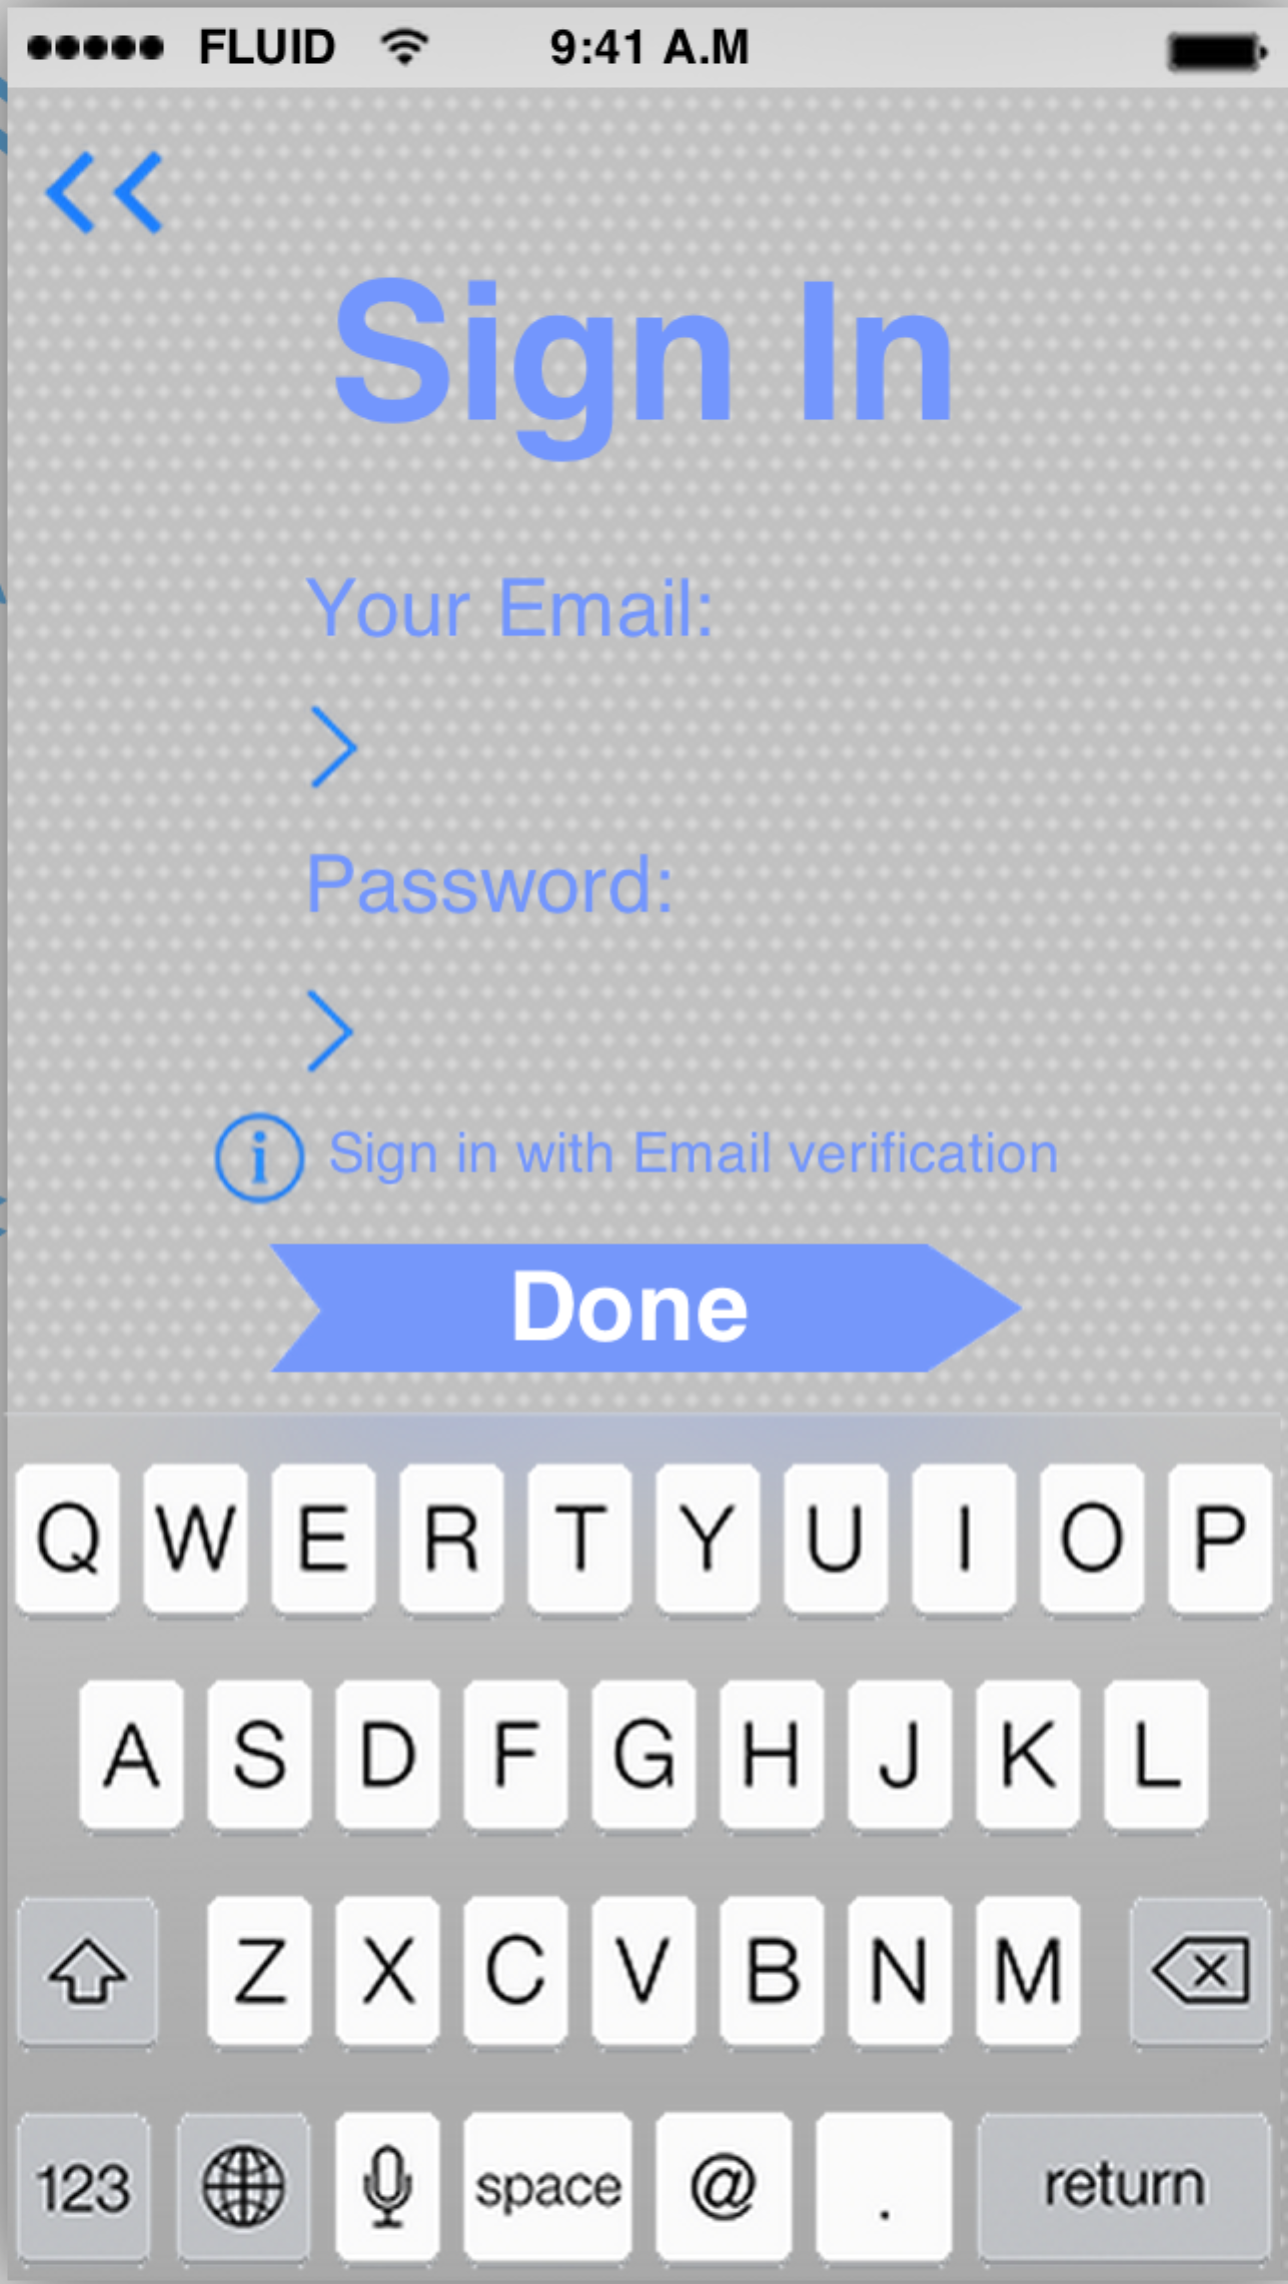 FLUID 9:41 A.M
Sign In
Your Email:
Password:
Sign in with Email verification
Done
Q W E R T Y U I O P
A S D F G H J K L
Z X C V B N M
123 space @ . return